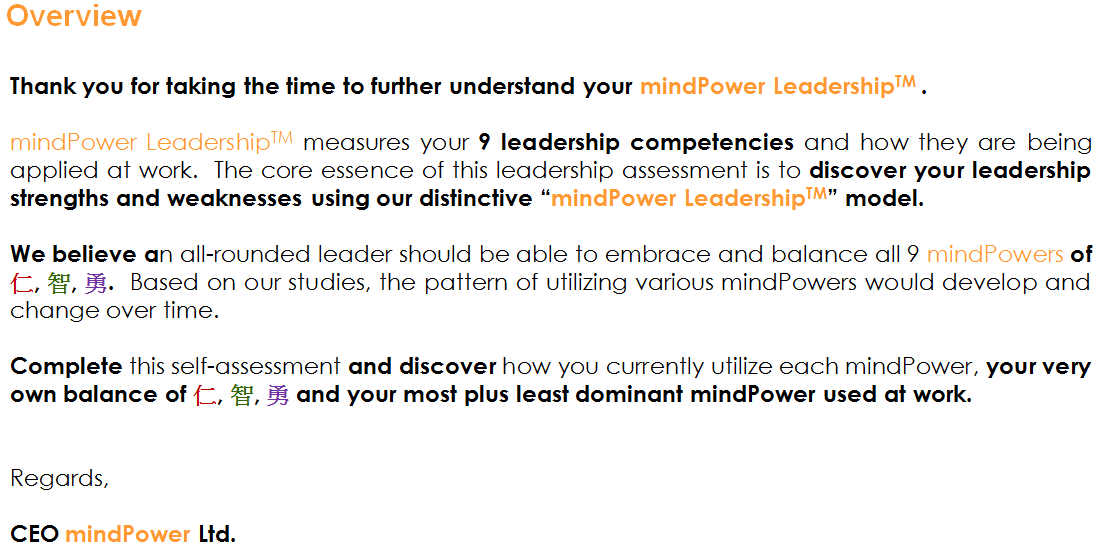 Overview
Thank you for taking the time to further understand your mindPower Leadership™ .
mindPower Leadership™ measures your 9 leadership competencies and how they are being
applied at work. The core essence of this leadership assessment is to discover your leadership
strengths and weaknesses using our distinctive “mindPower Leadership™” model.
We believe an all-rounded leader should be able to embrace and balance all 9 mindPowers of
仁, 智, 勇. Based on our studies, the pattern of utilizing various mindPowers would develop and
change over time.
Complete this self-assessment and discover how you currently utilize each mindPower, your very
own balance of 仁, 智, 勇 and your most plus least dominant mindPower used at work.
Regards,
CEO mindPower Ltd.